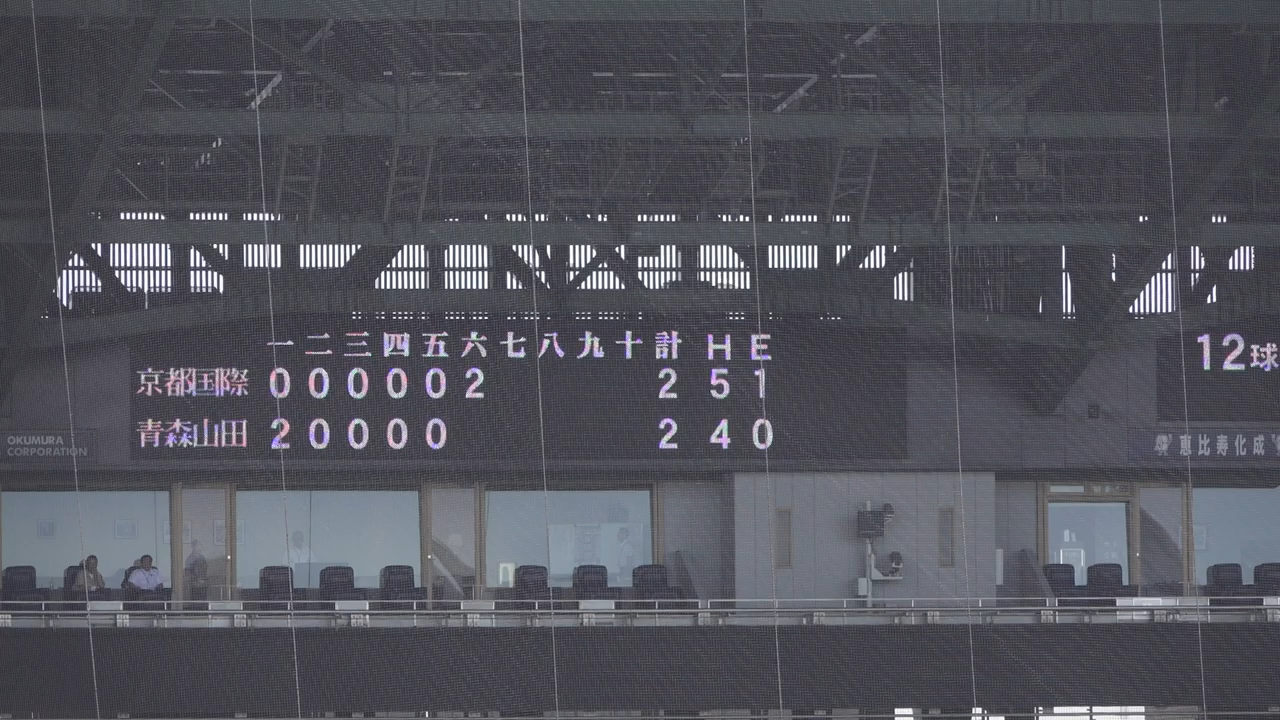 一 二 三 四 五 六 七 八 九 十 計 H E
京都国際 0 0 0 0 0 2 2 5 1
青森山田 2 0 0 0 0 2 4 0
12球
OKUMURA
CORPORATION
恵比寿化成